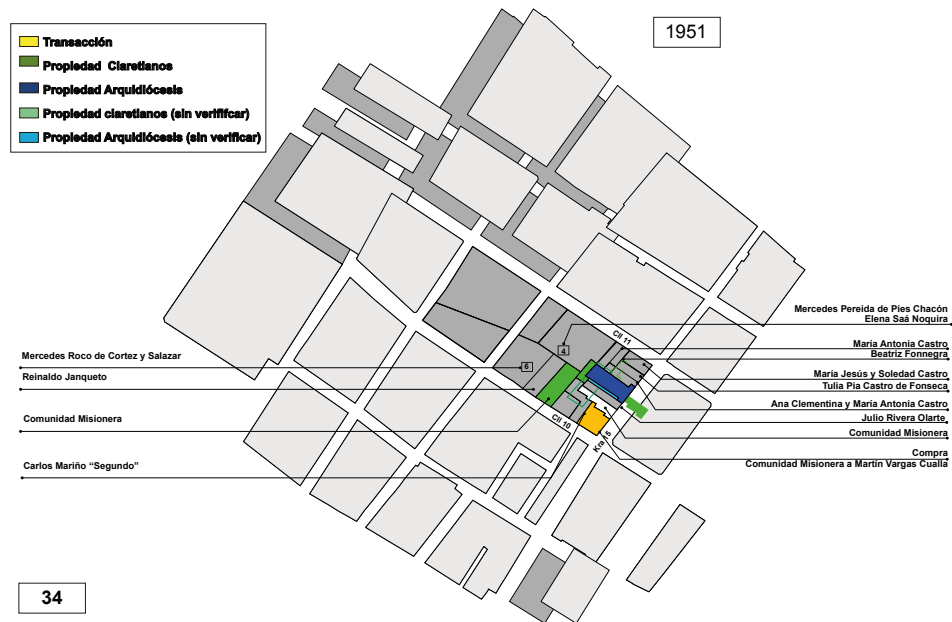 1951
Transacción
Propiedad Claretianos
Propiedad Arquidiócesis
Propiedad claretianos (sin verififcar)
Propiedad Arquidiócesis (sin verificar)
Mercedes Pereida de Pies Chacón
Elena Saá Noquira
Cll 11
María Antonia Castro
Beatriz Fonnegra
4
Mercedes Roco de Cortez y Salazar
6
María Jesús y Soledad Castro
Reinaldo Janqueto
Tulia Pía Castro de Fonseca
Ana Clementina y María Antonia Castro
Comunidad Misionera
Julio Rivera Olarte
Cll 10
Kra 15
Comunidad Misionera
Compra
Carlos Mariño “Segundo”
Comunidad Misionera a Martín Vargas Cualla
34